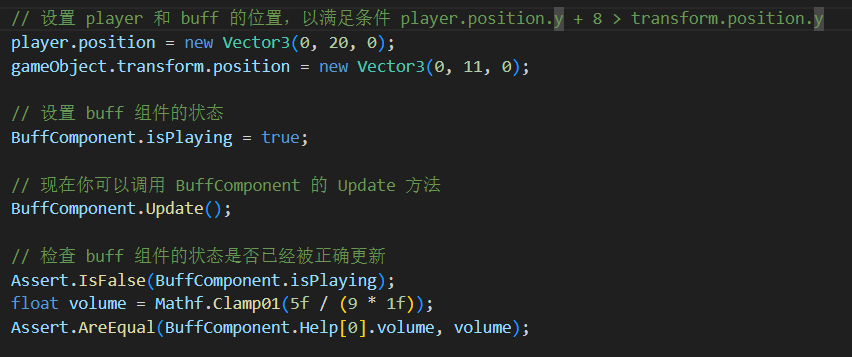 // 设置 player 和 buff 的位置，以满足条件 player.position.y + 8 > transform.position.y
player.position = new Vector3(0, 20, 0);
gameObject.transform.position = new Vector3(0, 11, 0);
// 设置 buff 组件的状态
BuffComponent.isPlaying = true;
// 现在你可以调用 BuffComponent 的 Update 方法
BuffComponent.Update();
// 检查 buff 组件的状态是否已经被正确更新
Assert.IsFalse(BuffComponent.isPlaying);
float volume = Mathf.Clamp01(5f / (9 * 1f));
Assert.AreEqual(BuffComponent.Help[0].volume, volume);